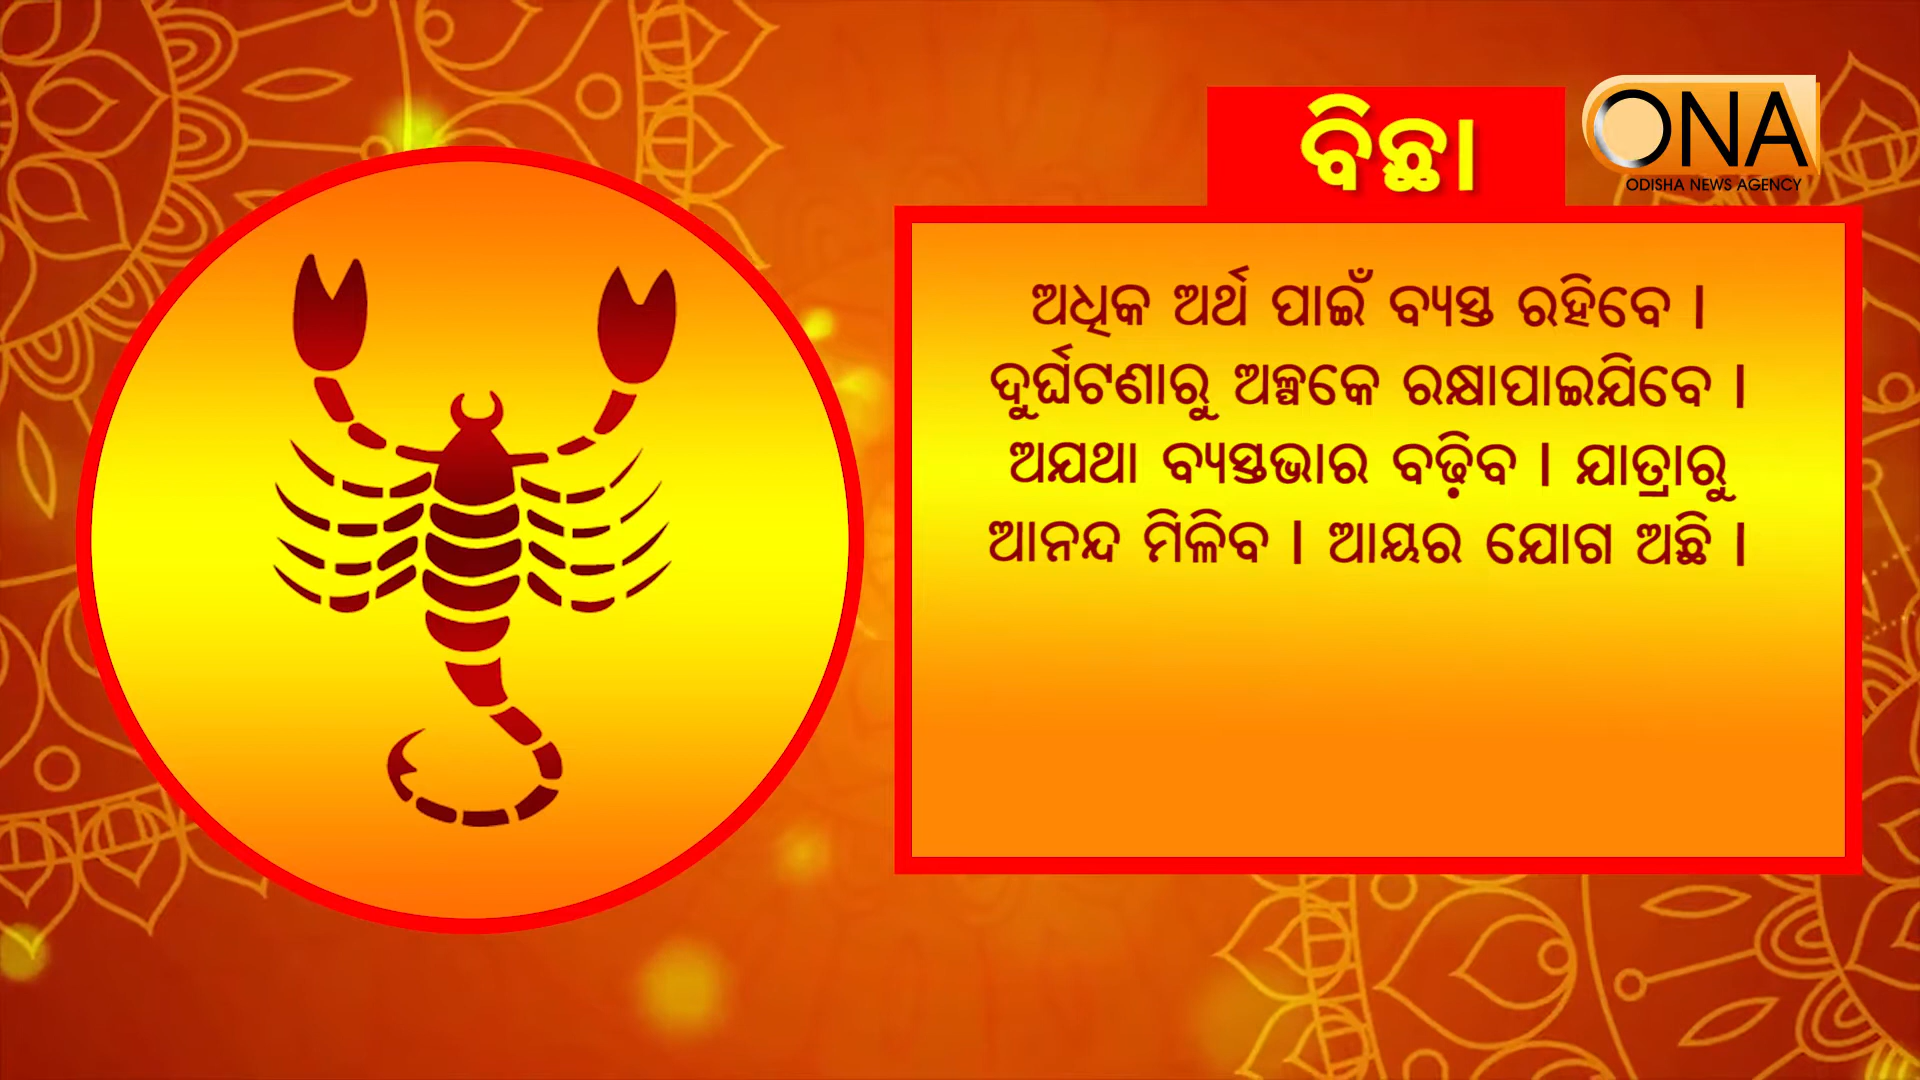 ବିଛା
ONA
ODISHA NEWS AGENCY
ଅଧିକ ଅର୍ଥ ପାଇଁ ବ୍ୟସ୍ତ ରହିବେ ।
ଦୁର୍ଘଟଣାରୁ ଅଳ୍ପକେ ରକ୍ଷାପାଇଯିବେ ।
ଅଯଥା ବ୍ୟସ୍ତଭାର ବଢ଼ିବ । ଯାତ୍ରାରୁ
ଆନନ୍ଦ ମିଳିବ । ଆୟର ଯୋଗ ଅଛି ।